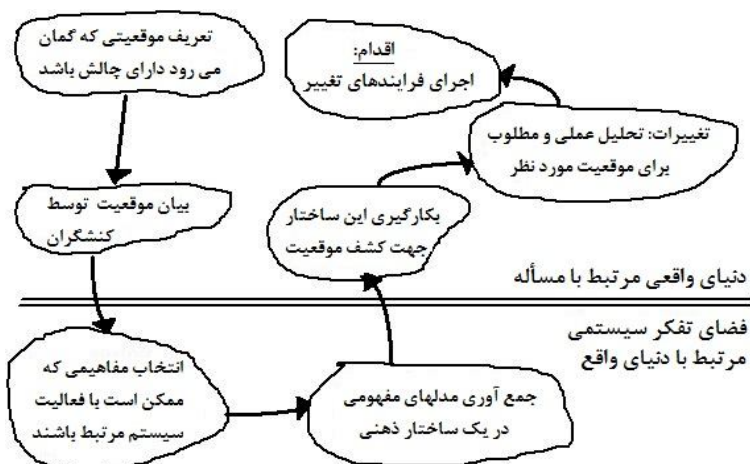 تعریف موقعیتی که گمان
می رود دارای چالش باشد
بیان موقعیت توسط
کنشگران
انتخاب مفاهیمی که
ممکن است با فعالیت
سیستم مرتبط باشند
جمع آوری مدلهای مفهومی
در یک ساختار ذهنی
بکارگیری این ساختار
جهت کشف موقعیت
تغییرات: تحلیل عملی و مطلوب
برای موقعیت مورد نظر
اقدام:
اجرای فرایندهای تغییر
دنیای واقعی مرتبط با مسأله
فضای تفکر سیستمی
مرتبط با دنیای واقع